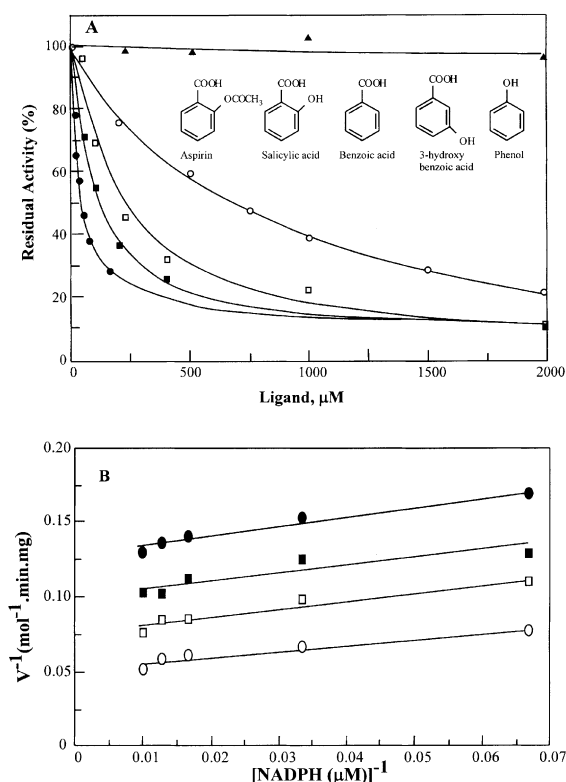 A
100
80
60
40
20
0
Residual Activity (%)
COOH
OCOCH3
Aspirin
COOH
OH
Salicylic acid
COOH
Benzoic acid
COOH
OH
3-hydroxy
benzoic acid
OH
Phenol
0 500 1000 1500 2000
Ligand, µM
B
0.20
0.15
0.10
0.05
0
V-1(mol-1.min.mg)
0 0.01 0.02 0.03 0.04 0.05 0.06 0.07
[NADPH (µM)]-1